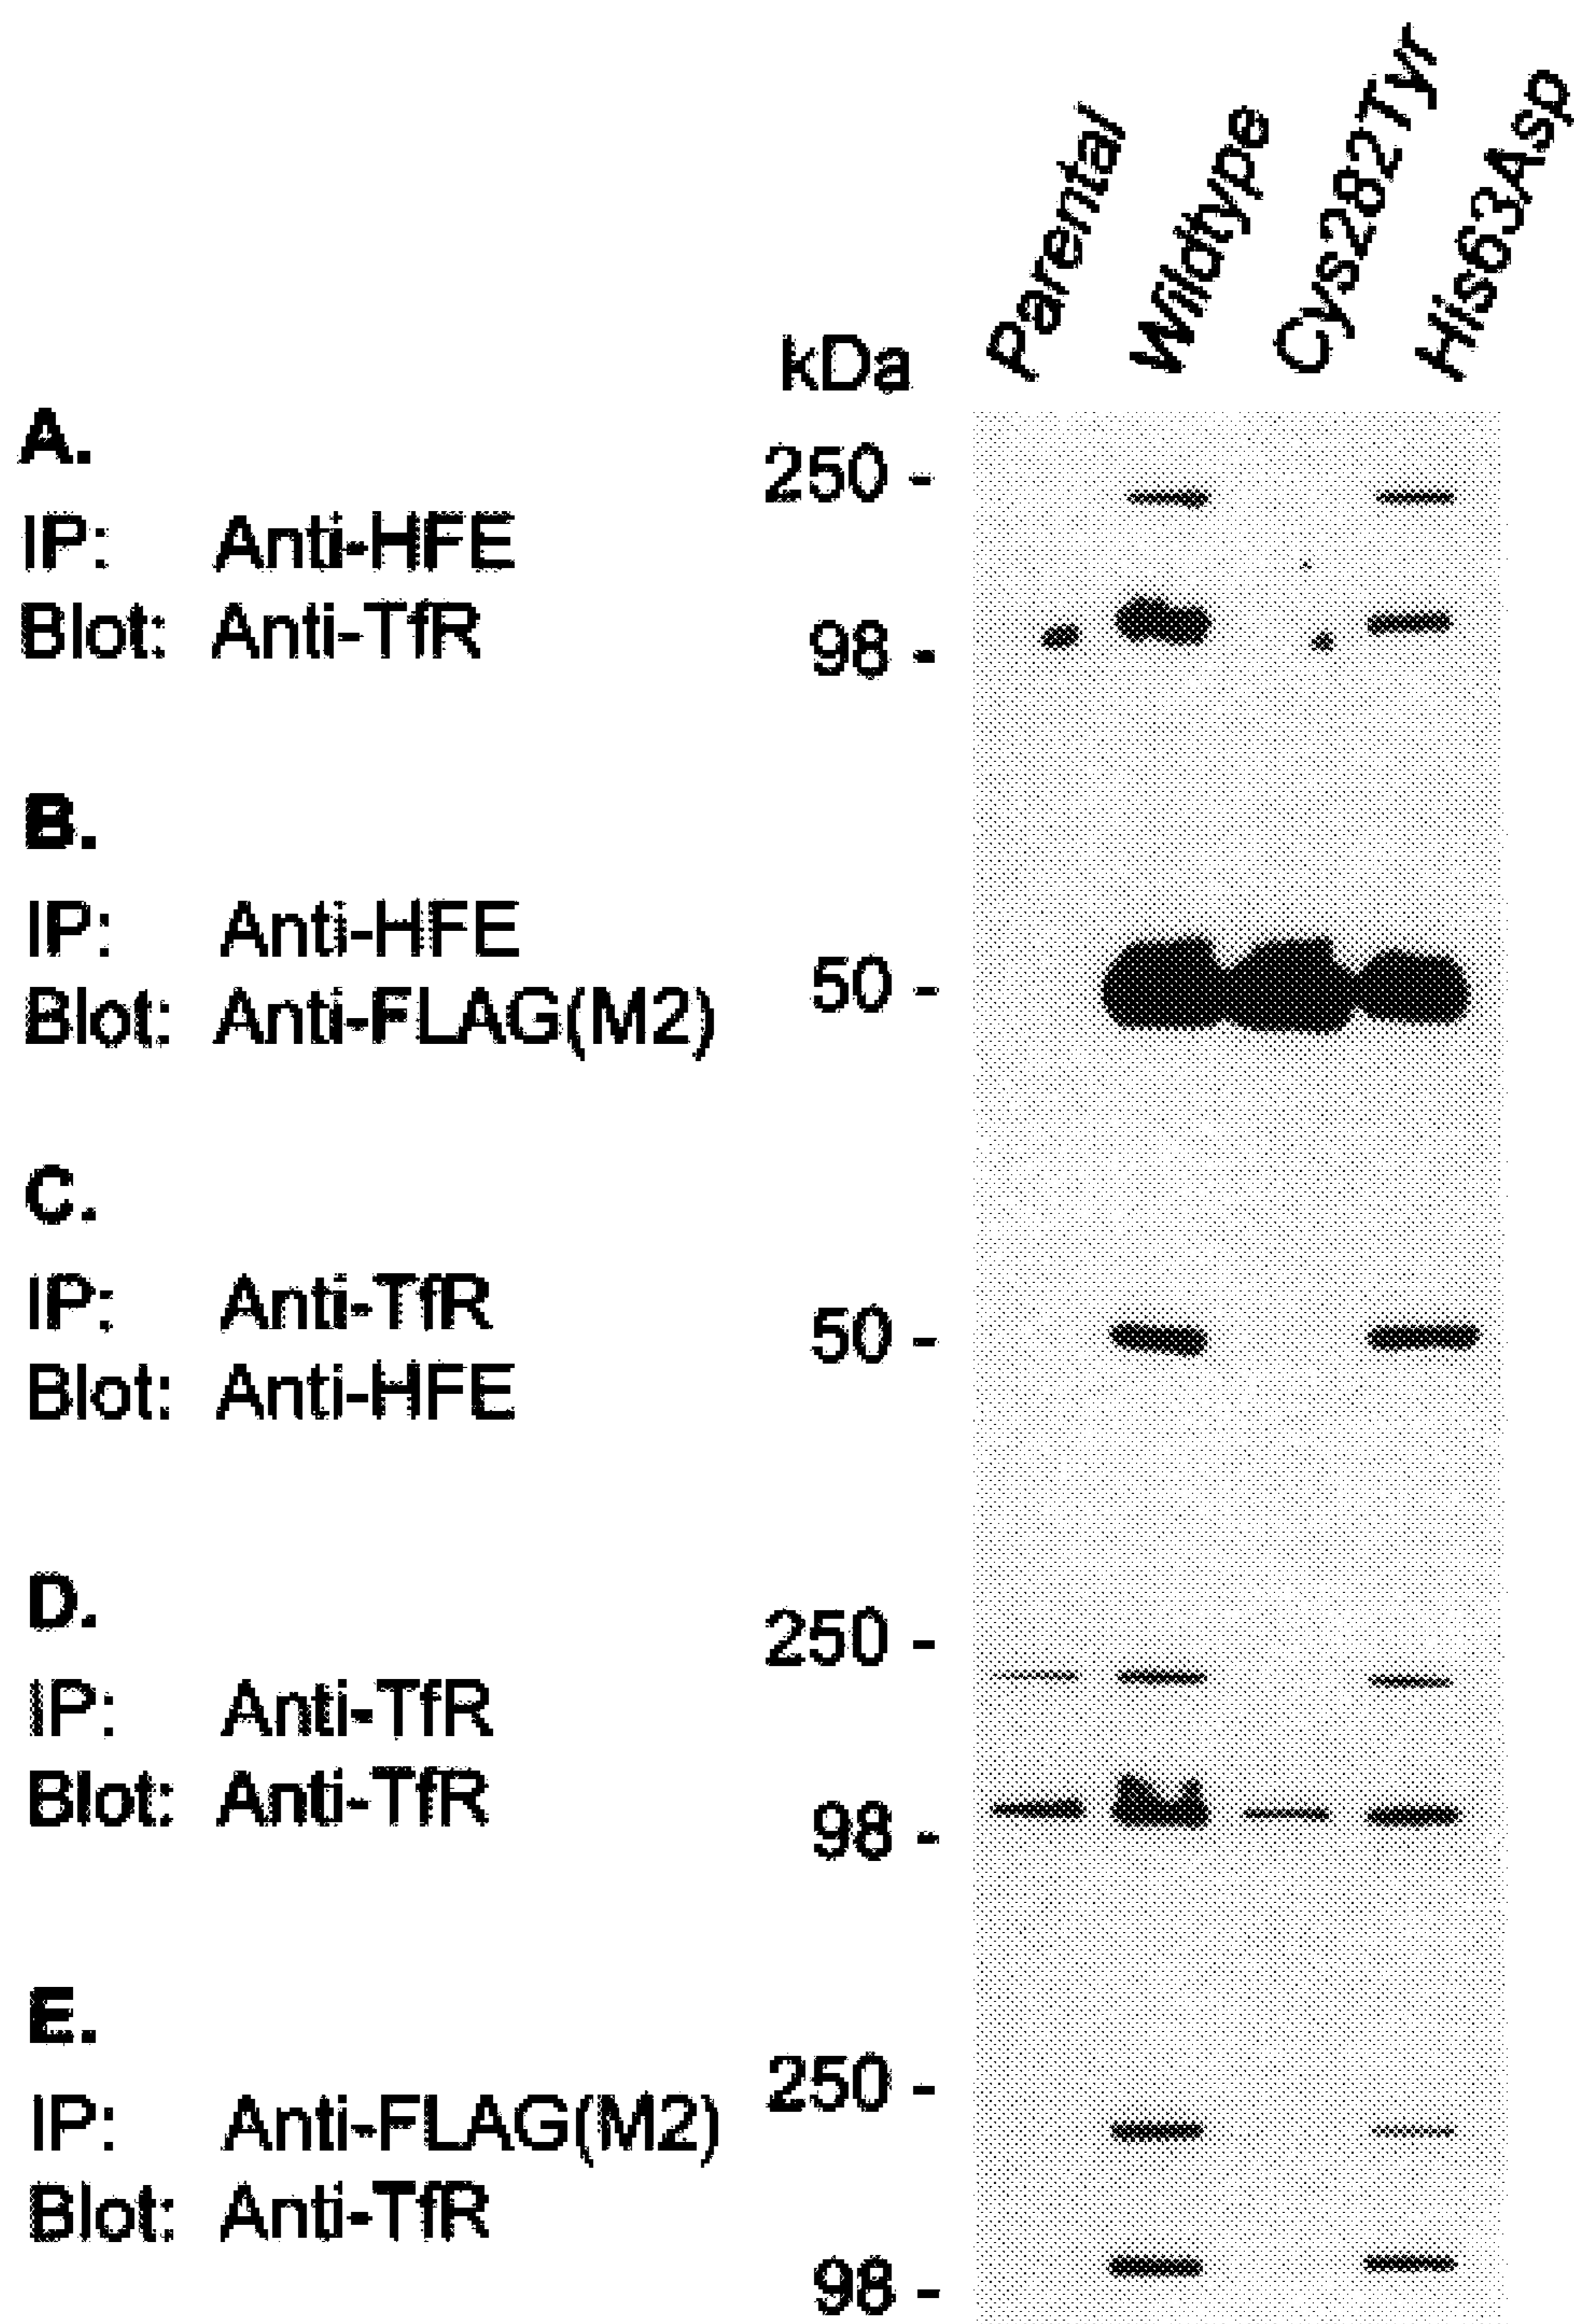 Parental
Wildtype
Cys282Tyr
His63Asp
kDa
A.
250 -
IP: Anti-HFE
Blot: Anti-TfR
98 -
B.
IP: Anti-HFE
50 -
Blot: Anti-FLAG(M2)
C.
IP: Anti-TfR
50 -
Blot: Anti-HFE
D.
250 -
IP: Anti-TfR
Blot: Anti-TfR
98 -
E.
250 -
IP: Anti-FLAG(M2)
Blot: Anti-TfR
98 -